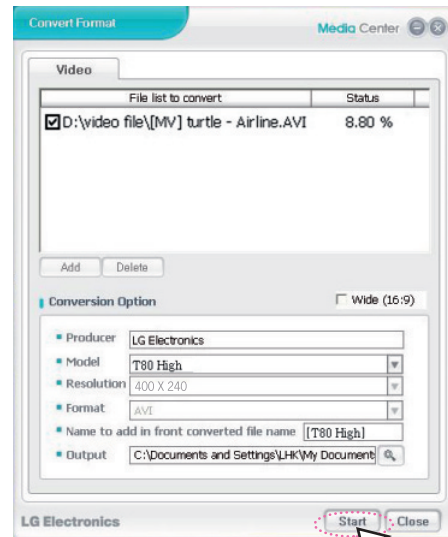 Convert Format
Media Center
Video
File list to convert Status
D:\video file\[MV] turtle - Airline.AVI 8.80 %
Add Delete
Conversion Option Wide (16:9)
Producer LG Electronics
Model T80 High
Resolution 400 X 240
Format AVI
Name to add in front converted file name [T80 High]
Output C:\Documents and Settings\LHK\My Document
LG Electronics Start Close